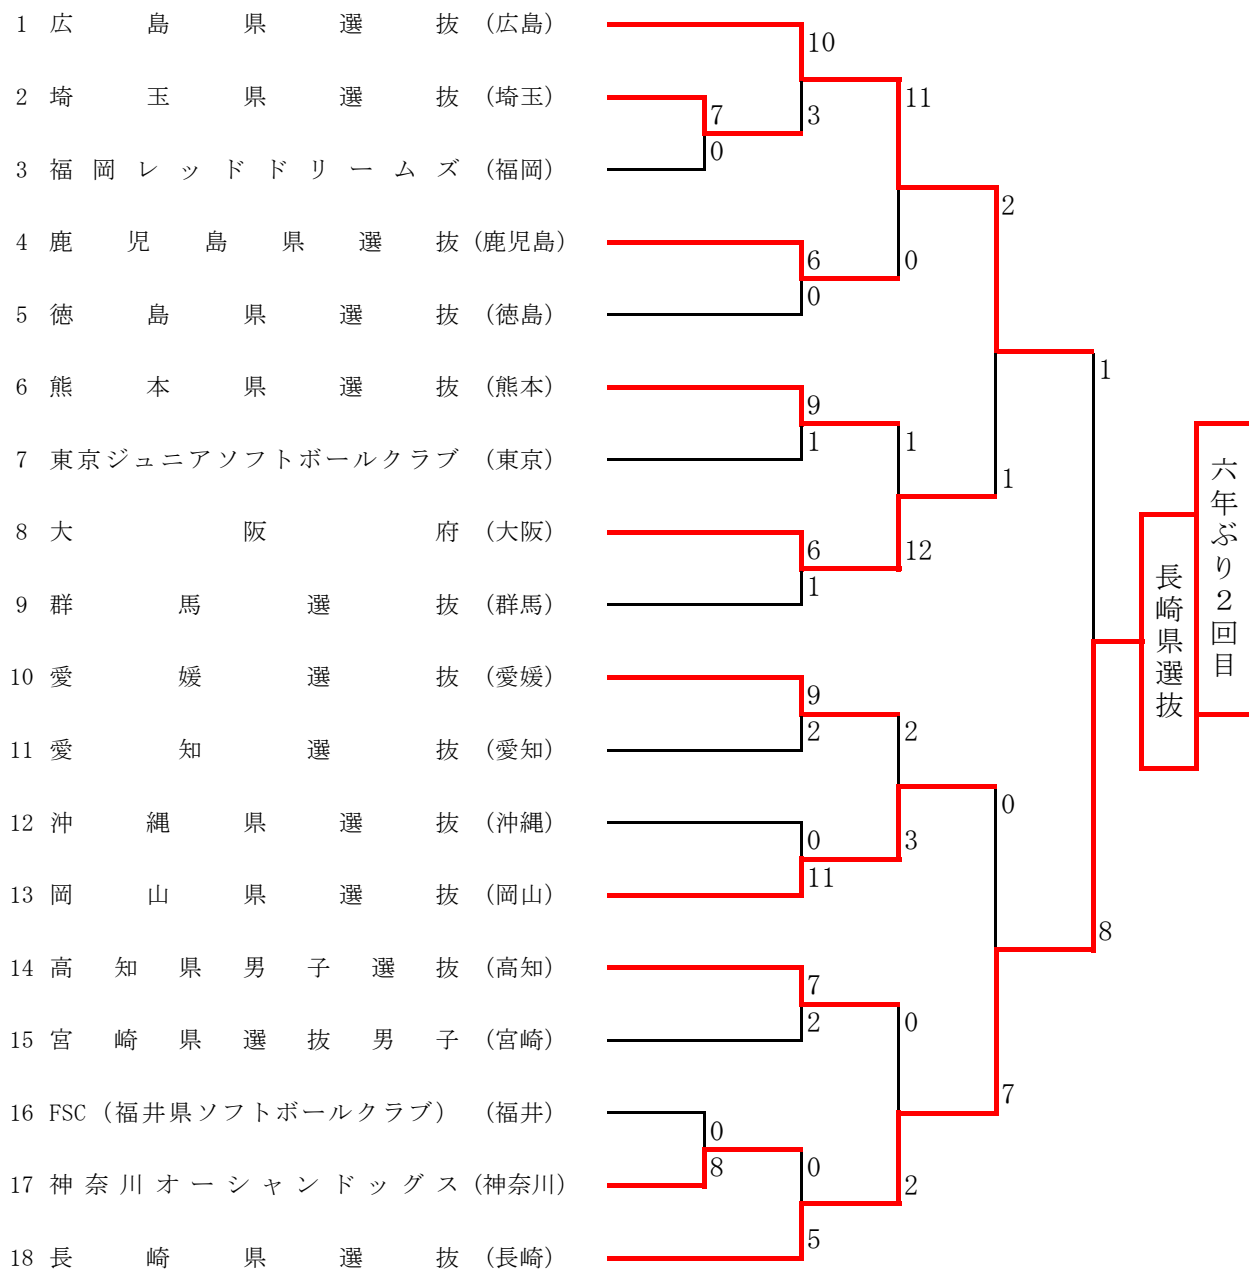 1 広島県選抜 (広島)
10
2 埼玉県選抜 (埼玉)
11
7
3
0
3 福岡レッドドリームズ (福岡)
2
4 鹿児島県選抜 (鹿児島)
6
0
0
5 徳島県選抜 (徳島)
1
6 熊本県選抜 (熊本)
9
1
1
7 東京ジュニアソフトボールクラブ (東京)
1
8 大阪府 (大阪)
6
12
1
9 群馬選抜 (群馬)
六年ぶり2回目
長崎県選抜
10 愛媛選抜 (愛媛)
9
2
2
11 愛知選抜 (愛知)
0
12 沖縄県選抜 (沖縄)
0
3
11
13 岡山県選抜 (岡山)
8
14 高知県男子選抜 (高知)
7
2
0
15 宮崎県選抜男子 (宮崎)
7
16 FSC(福井県ソフトボールクラブ) (福井)
0
8
0
17 神奈川オーシャンドッグス (神奈川)
2
5
18 長崎県選抜 (長崎)